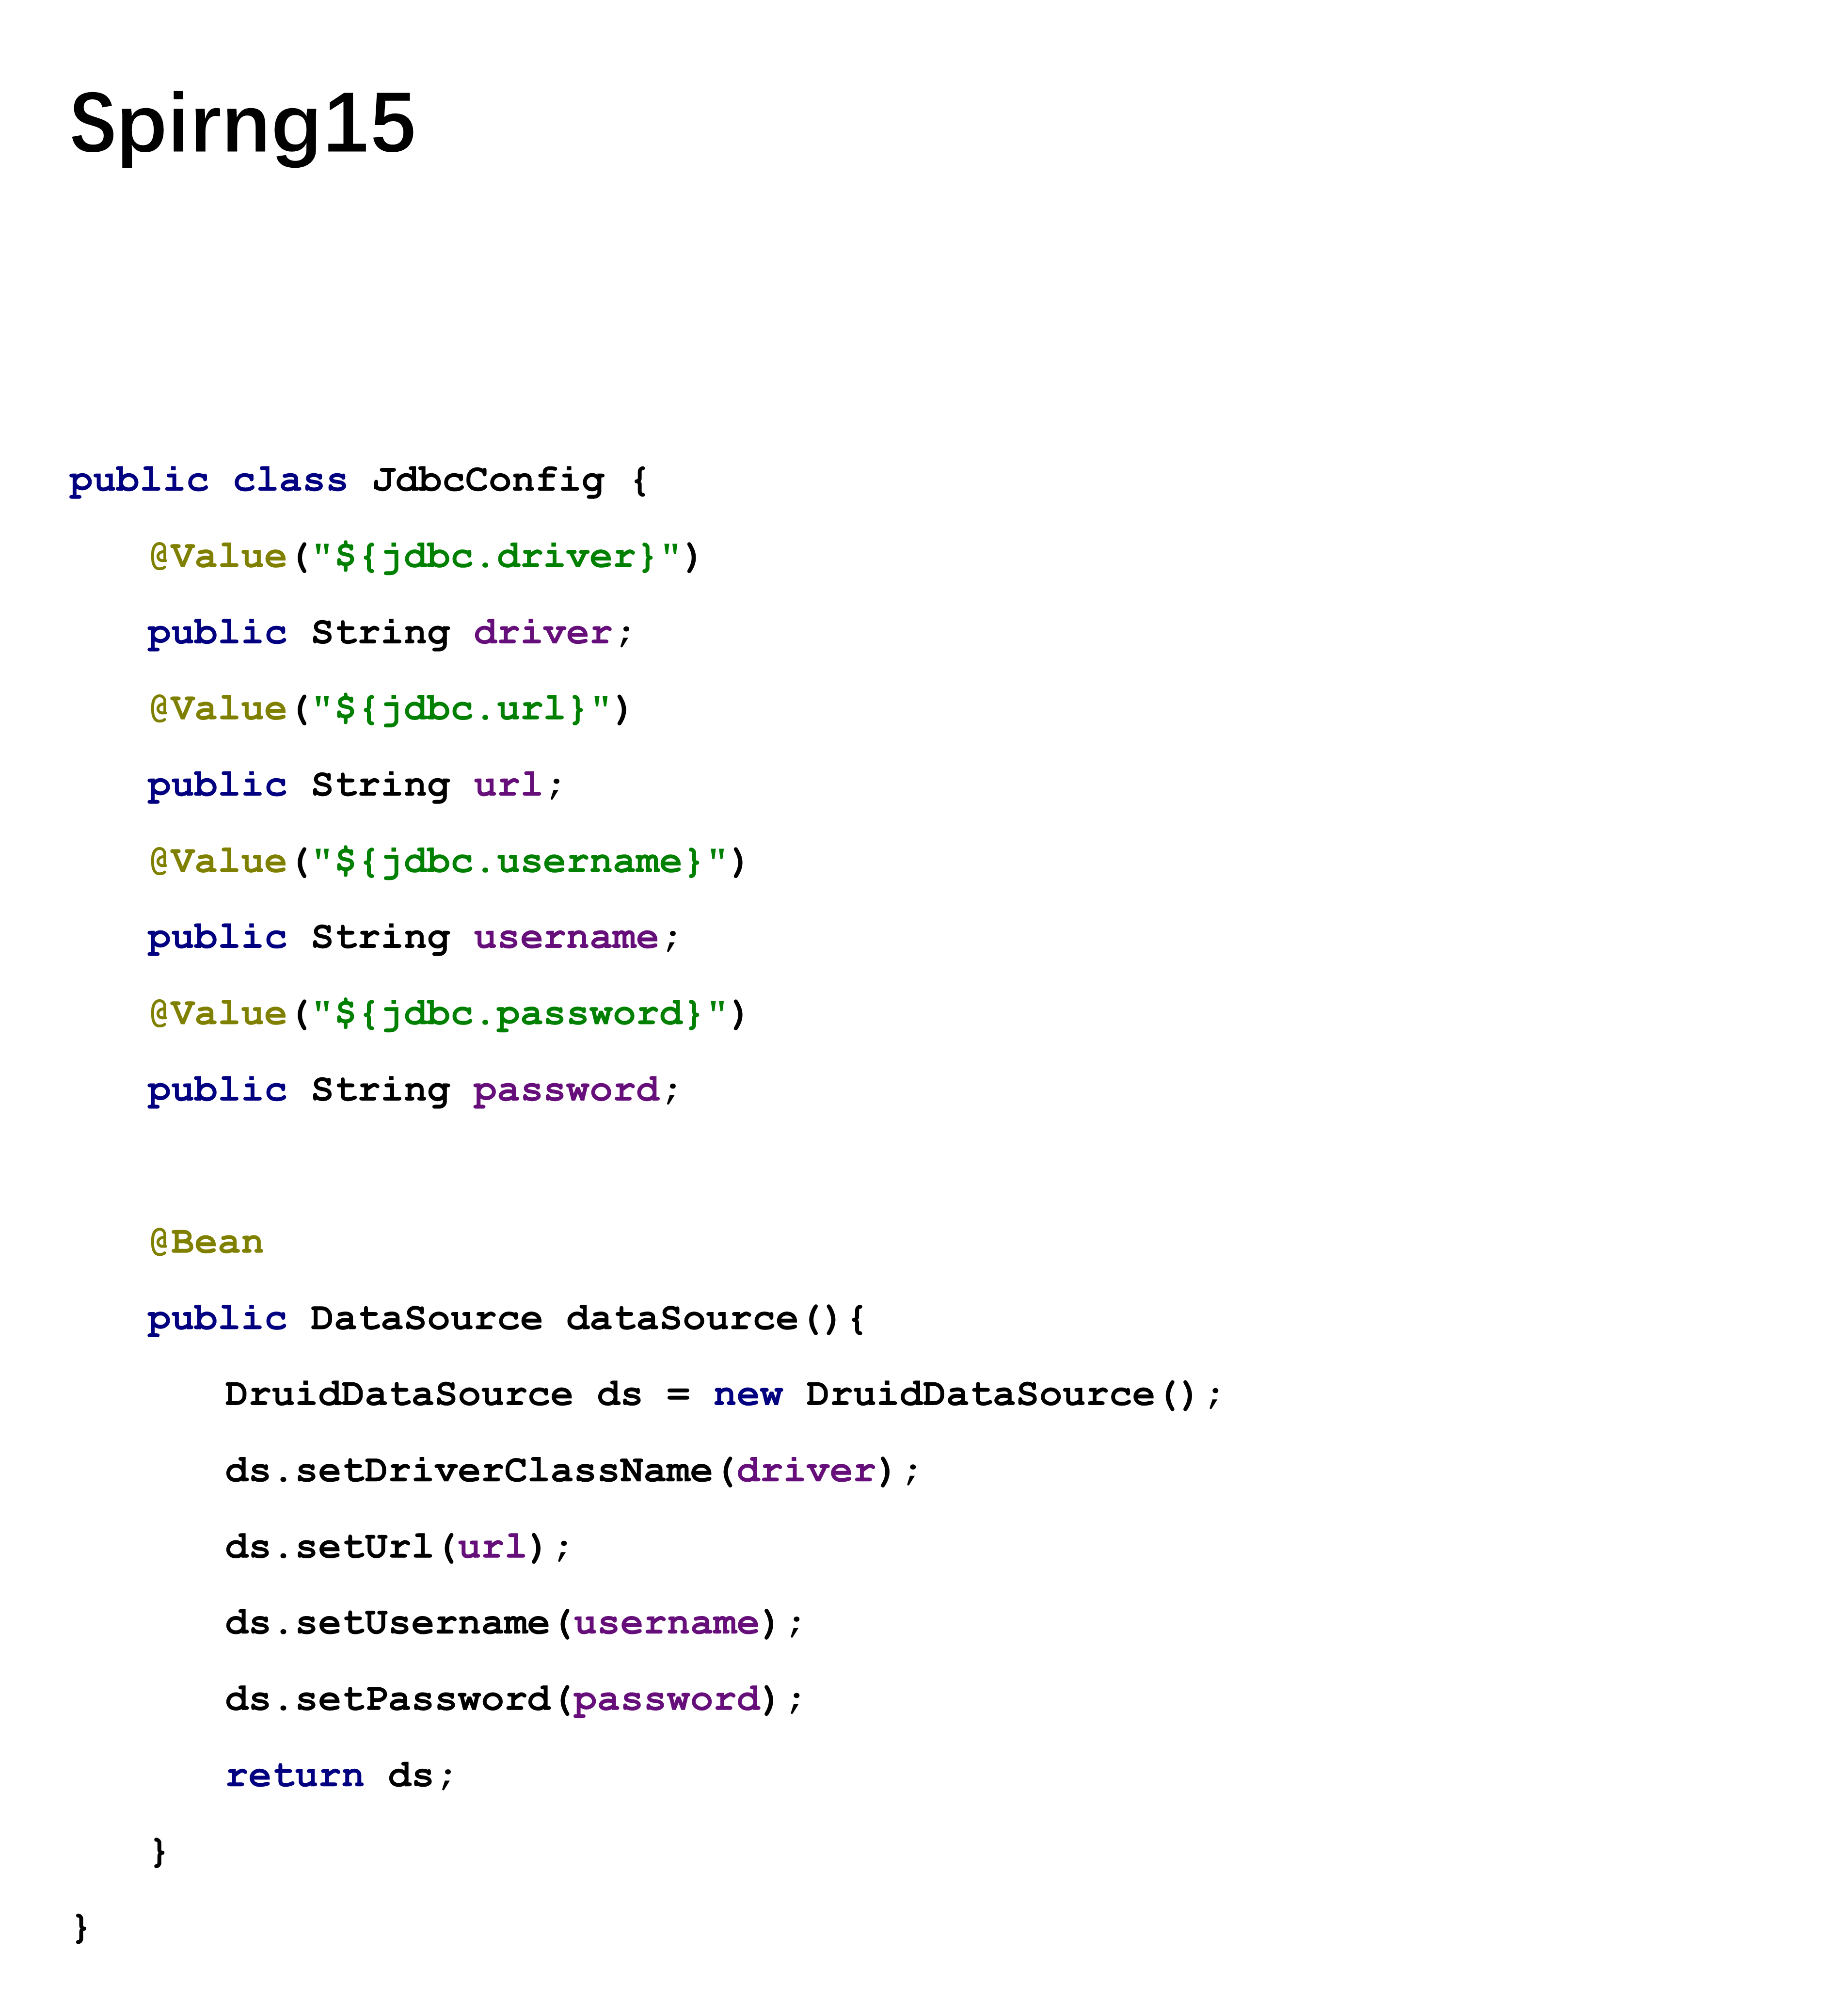 Spirng15
public class JdbcConfig {
    @Value("${jdbc.driver}")
    public String driver;
    @Value("${jdbc.url}")
    public String url;
    @Value("${jdbc.username}")
    public String username;
    @Value("${jdbc.password}")
    public String password;
    @Bean
    public DataSource dataSource(){
        DruidDataSource ds = new DruidDataSource();
        ds.setDriverClassName(driver);
        ds.setUrl(url);
        ds.setUsername(username);
        ds.setPassword(password);
        return ds;
    }
}